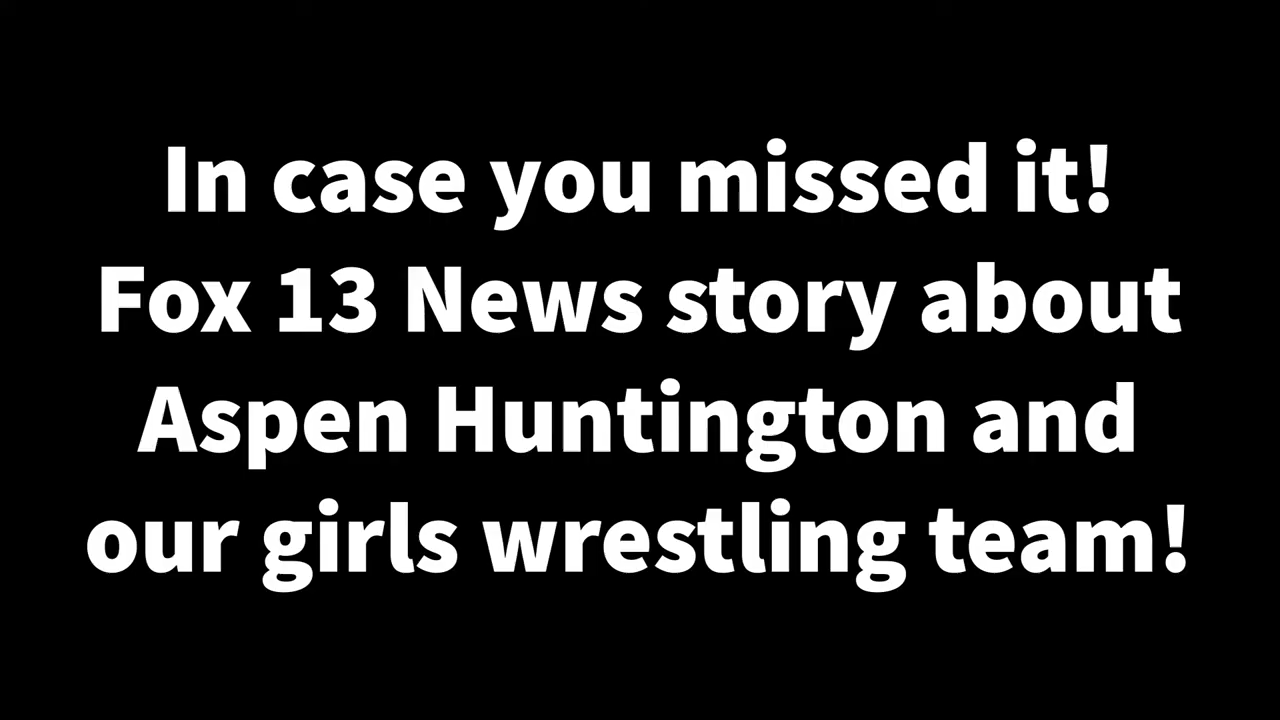 In case you missed it!
Fox 13 News story about
Aspen Huntington and
our girls wrestling team!